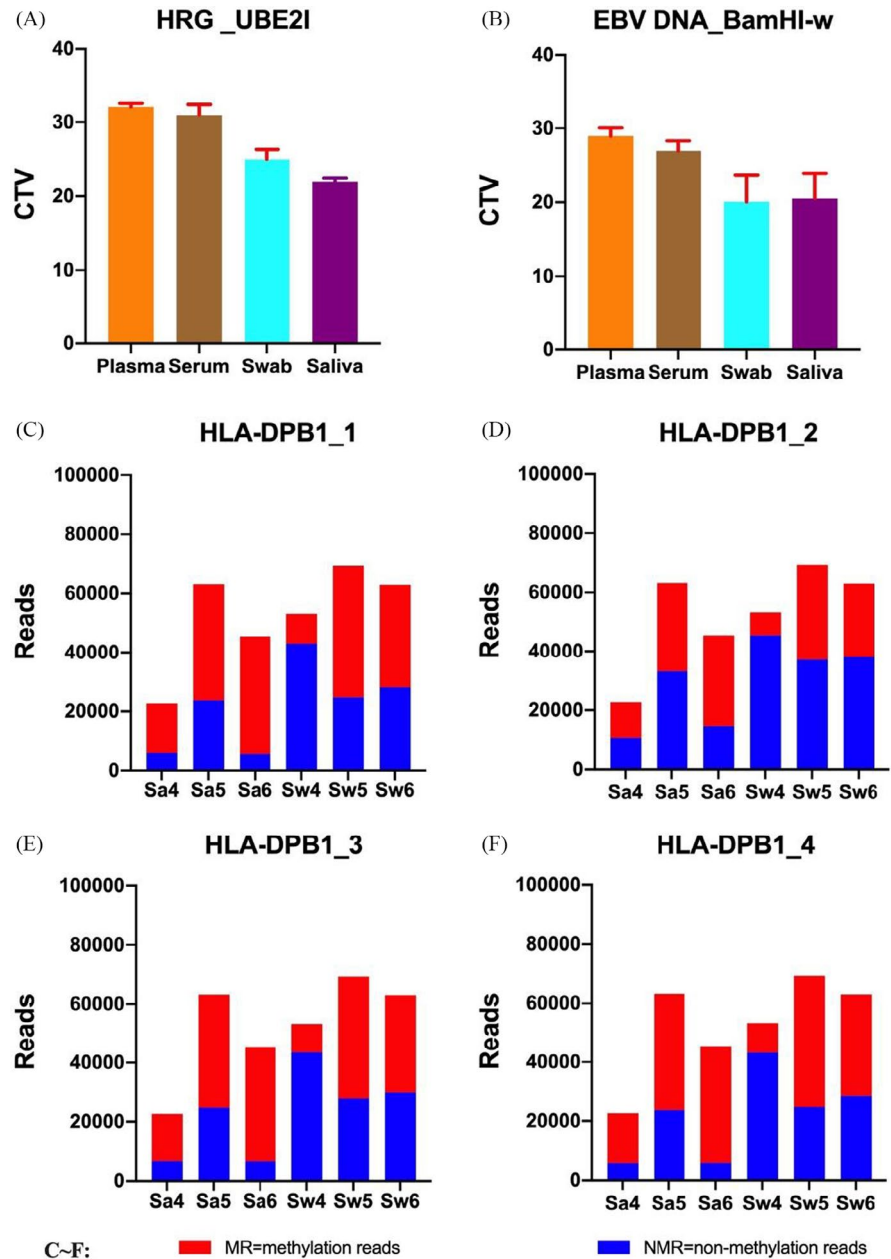 (A) HRG _UBE2I
40
30
20
10
0
CTV
Plasma Serum Swab Saliva
(B) EBV DNA_BamHI-w
40
30
20
10
0
CTV
Plasma Serum Swab Saliva
(C) HLA-DPB1_1
100000
80000
60000
40000
20000
0
Reads
Sa4 Sa5 Sa6 Sw4 Sw5 Sw6
(D) HLA-DPB1_2
100000
80000
60000
40000
20000
0
Reads
Sa4 Sa5 Sa6 Sw4 Sw5 Sw6
(E) HLA-DPB1_3
100000
80000
60000
40000
20000
0
Reads
Sa4 Sa5 Sa6 Sw4 Sw5 Sw6
(F) HLA-DPB1_4
100000
80000
60000
40000
20000
0
Reads
Sa4 Sa5 Sa6 Sw4 Sw5 Sw6
C~F: MR=methylation reads NMR=non-methylation reads